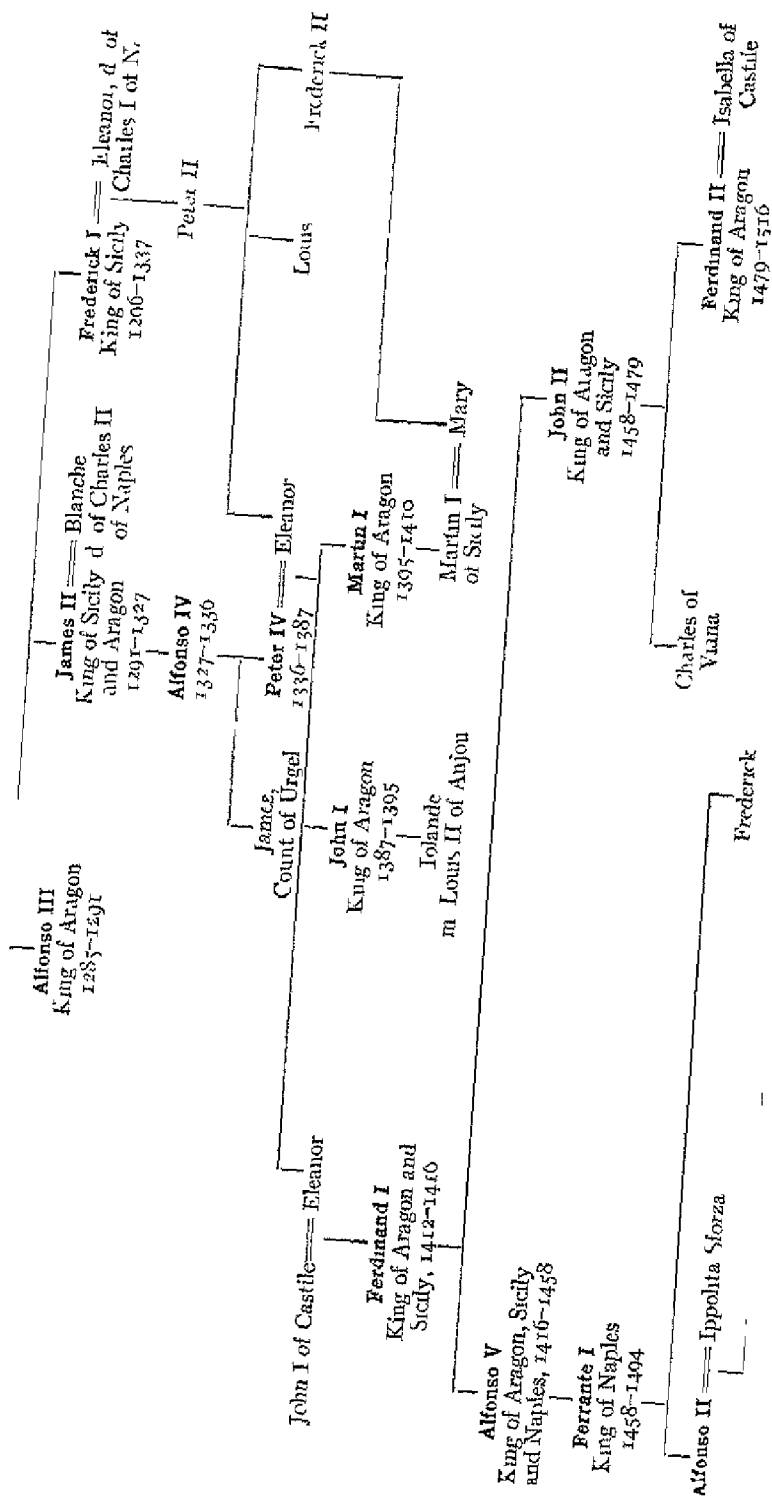 Alfonso III
King of Aragon
1285–1291
James II == Blanche
King of Sicily d of Charles II
and Aragon of Naples
1291–1327
Frederick I == Eleanor, d of
King of Sicily Charles I of N.
1296–1337
Alfonso IV
1327–1336
Peter II
James,
Count of Urgel
Peter IV == Eleanor
1336–1387
Louis
Frederick II
John I of Castile == Eleanor
John I
King of Aragon
1387–1395
Martin I
King of Aragon
1395–1410
Ferdinand I
King of Aragon and
Sicily, 1412–1416
Iolande
m Louis II of Anjou
Martin I == Mary
of Sicily
Alfonso V
King of Aragon, Sicily
and Naples, 1416–1458
John II
King of Aragon
and Sicily
1458–1479
Ferrante I
King of Naples
1458–1494
Charles of
Viana
Ferdinand II == Isabella of
King of Aragon Castile
1479–1516
Alfonso II == Ippolita Sforza
Frederick